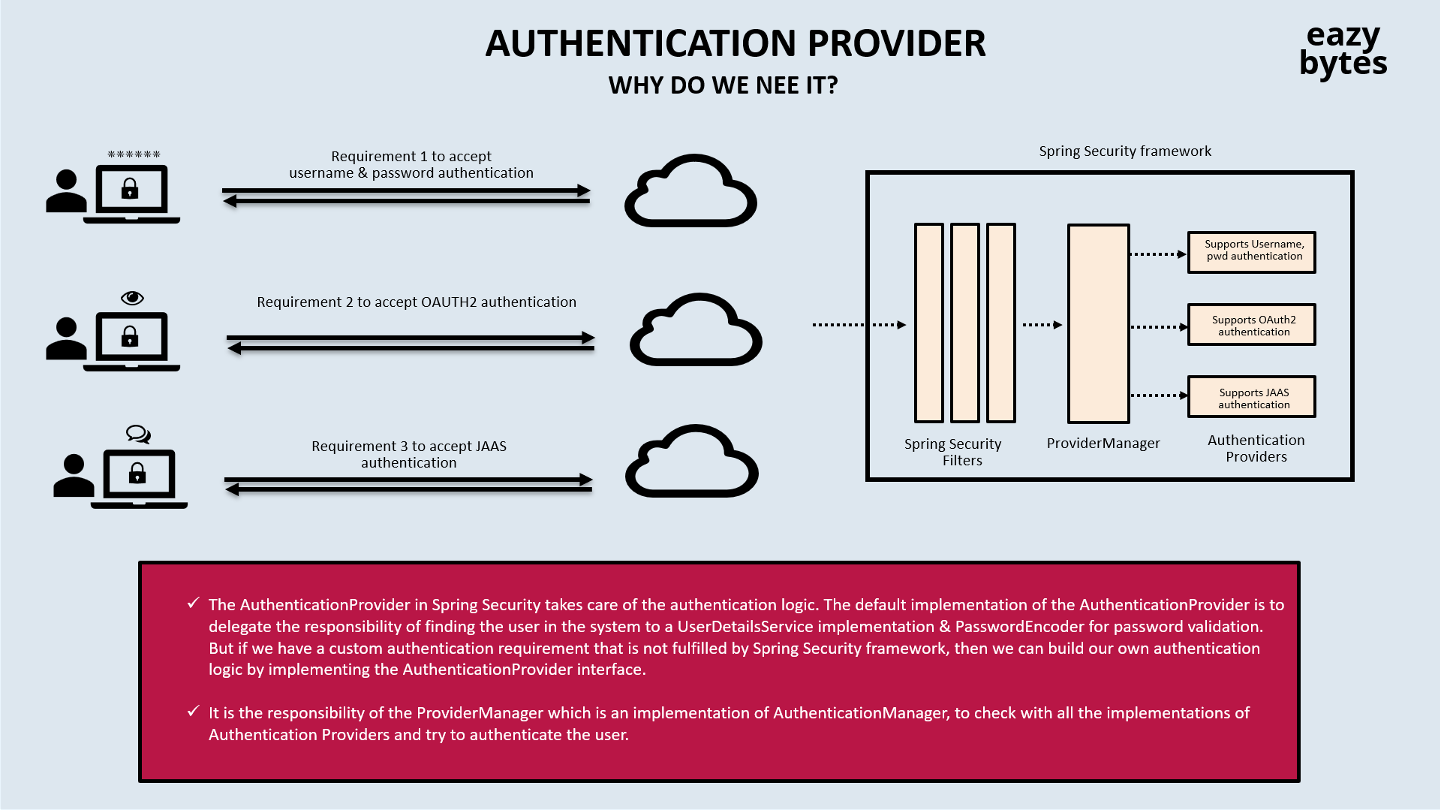 AUTHENTICATION PROVIDER
WHY DO WE NEE IT?
eazy
bytes
******
Requirement 1 to accept
username & password authentication
Requirement 2 to accept OAUTH2 authentication
Requirement 3 to accept JAAS
authentication
Spring Security framework
Supports Username,
pwd authentication
Supports OAuth2
authentication
Supports JAAS
authentication
Spring Security
Filters
ProviderManager
Authentication
Providers
✓ The AuthenticationProvider in Spring Security takes care of the authentication logic. The default implementation of the AuthenticationProvider is to
delegate the responsibility of finding the user in the system to a UserDetailsService implementation & PasswordEncoder for password validation.
But if we have a custom authentication requirement that is not fulfilled by Spring Security framework, then we can build our own authentication
logic by implementing the AuthenticationProvider interface.
✓ It is the responsibility of the ProviderManager which is an implementation of AuthenticationManager, to check with all the implementations of
Authentication Providers and try to authenticate the user.